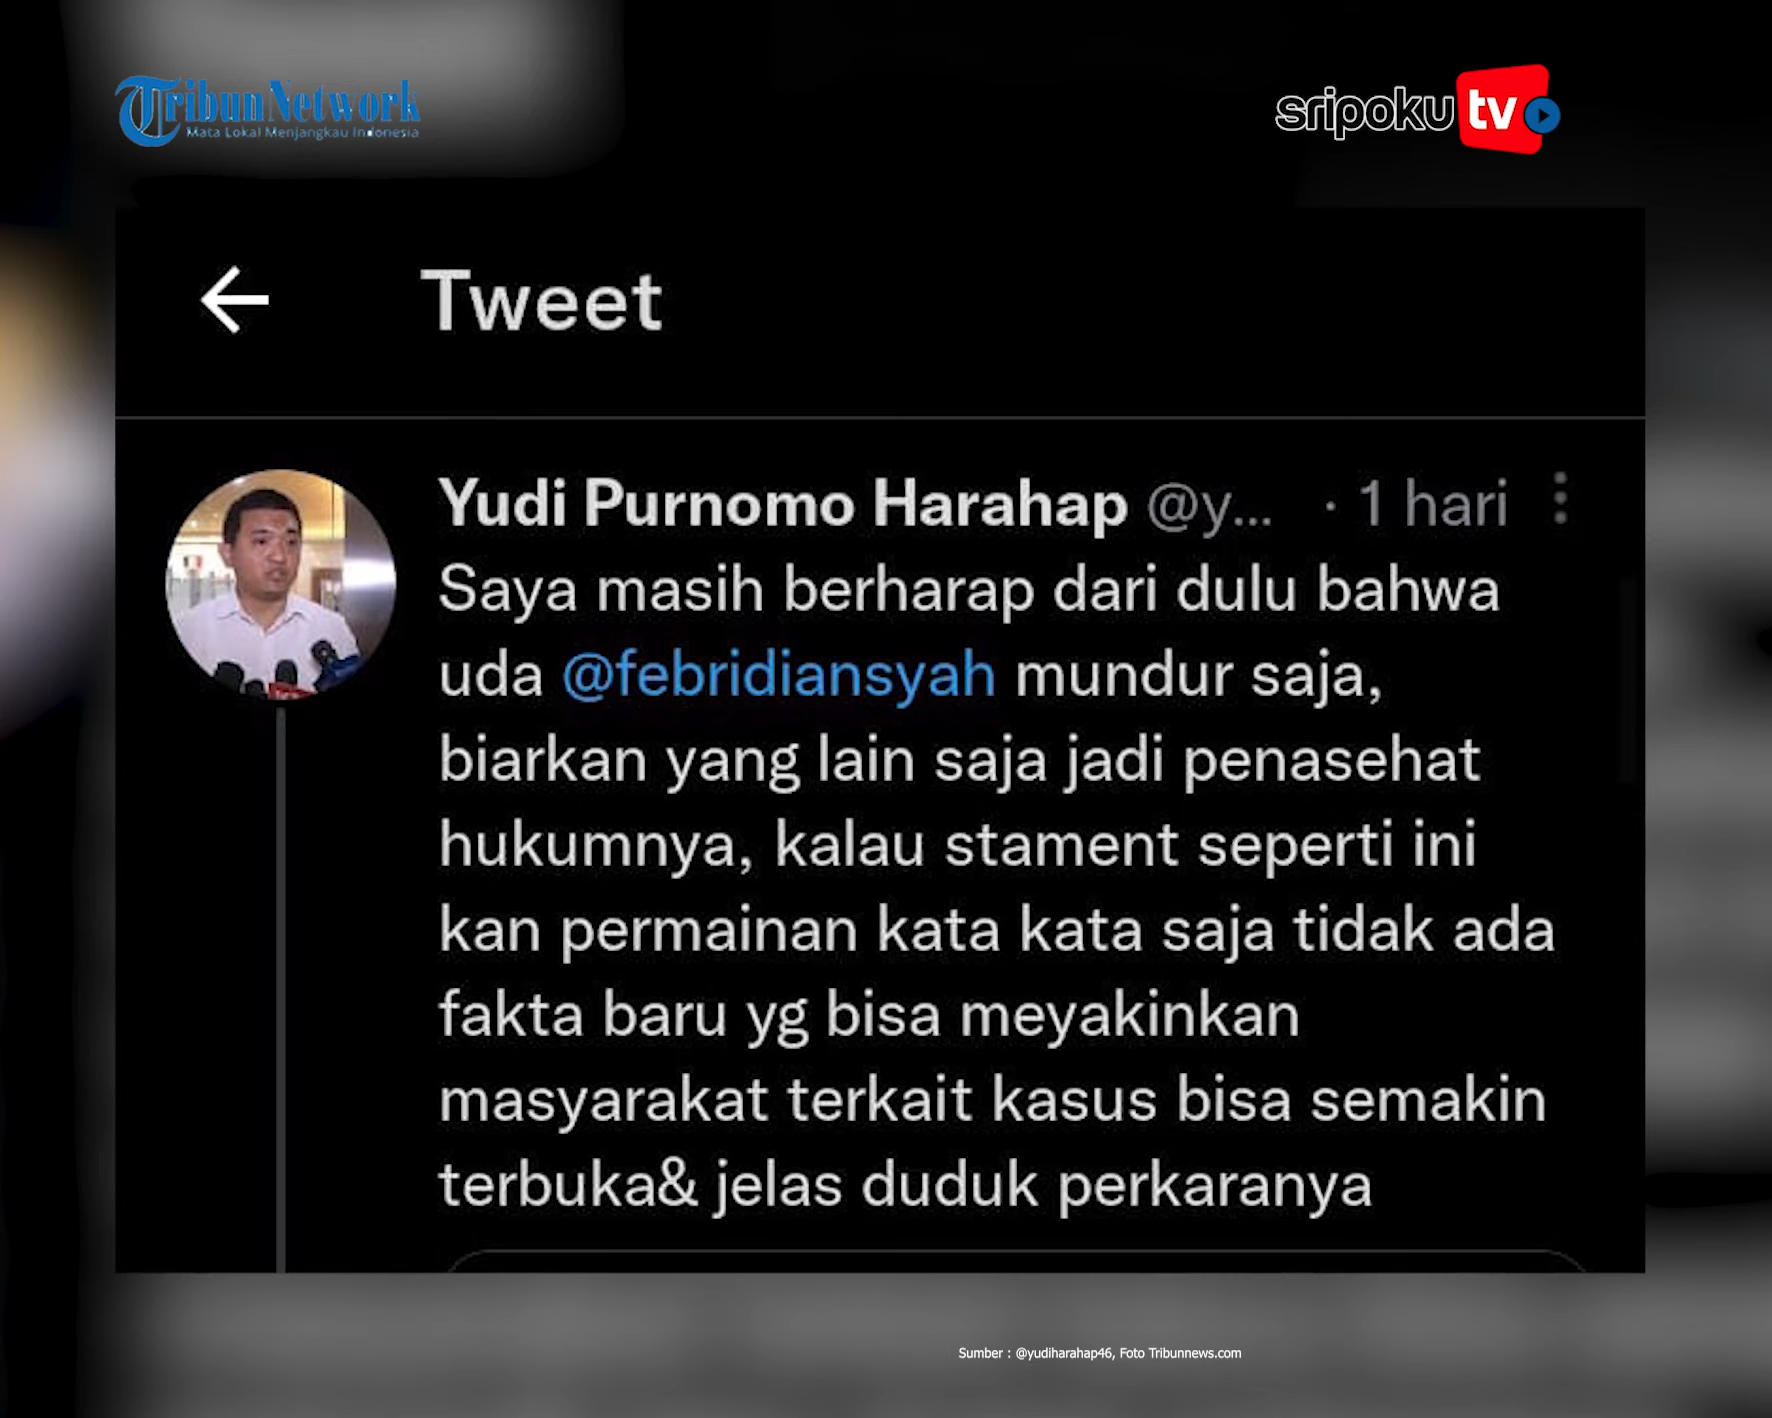 TribunNetwork
Mata Lokal Menjangkau Indonesia
sripoku tv
Tweet
Yudi Purnomo Harahap @y... · 1 hari
Saya masih berharap dari dulu bahwa
uda @febridiansyah mundur saja,
biarkan yang lain saja jadi penasehat
hukumnya, kalau stament seperti ini
kan permainan kata kata saja tidak ada
fakta baru yg bisa meyakinkan
masyarakat terkait kasus bisa semakin
terbuka& jelas duduk perkaranya
Sumber : @yudiharahap46, Foto Tribunnews.com